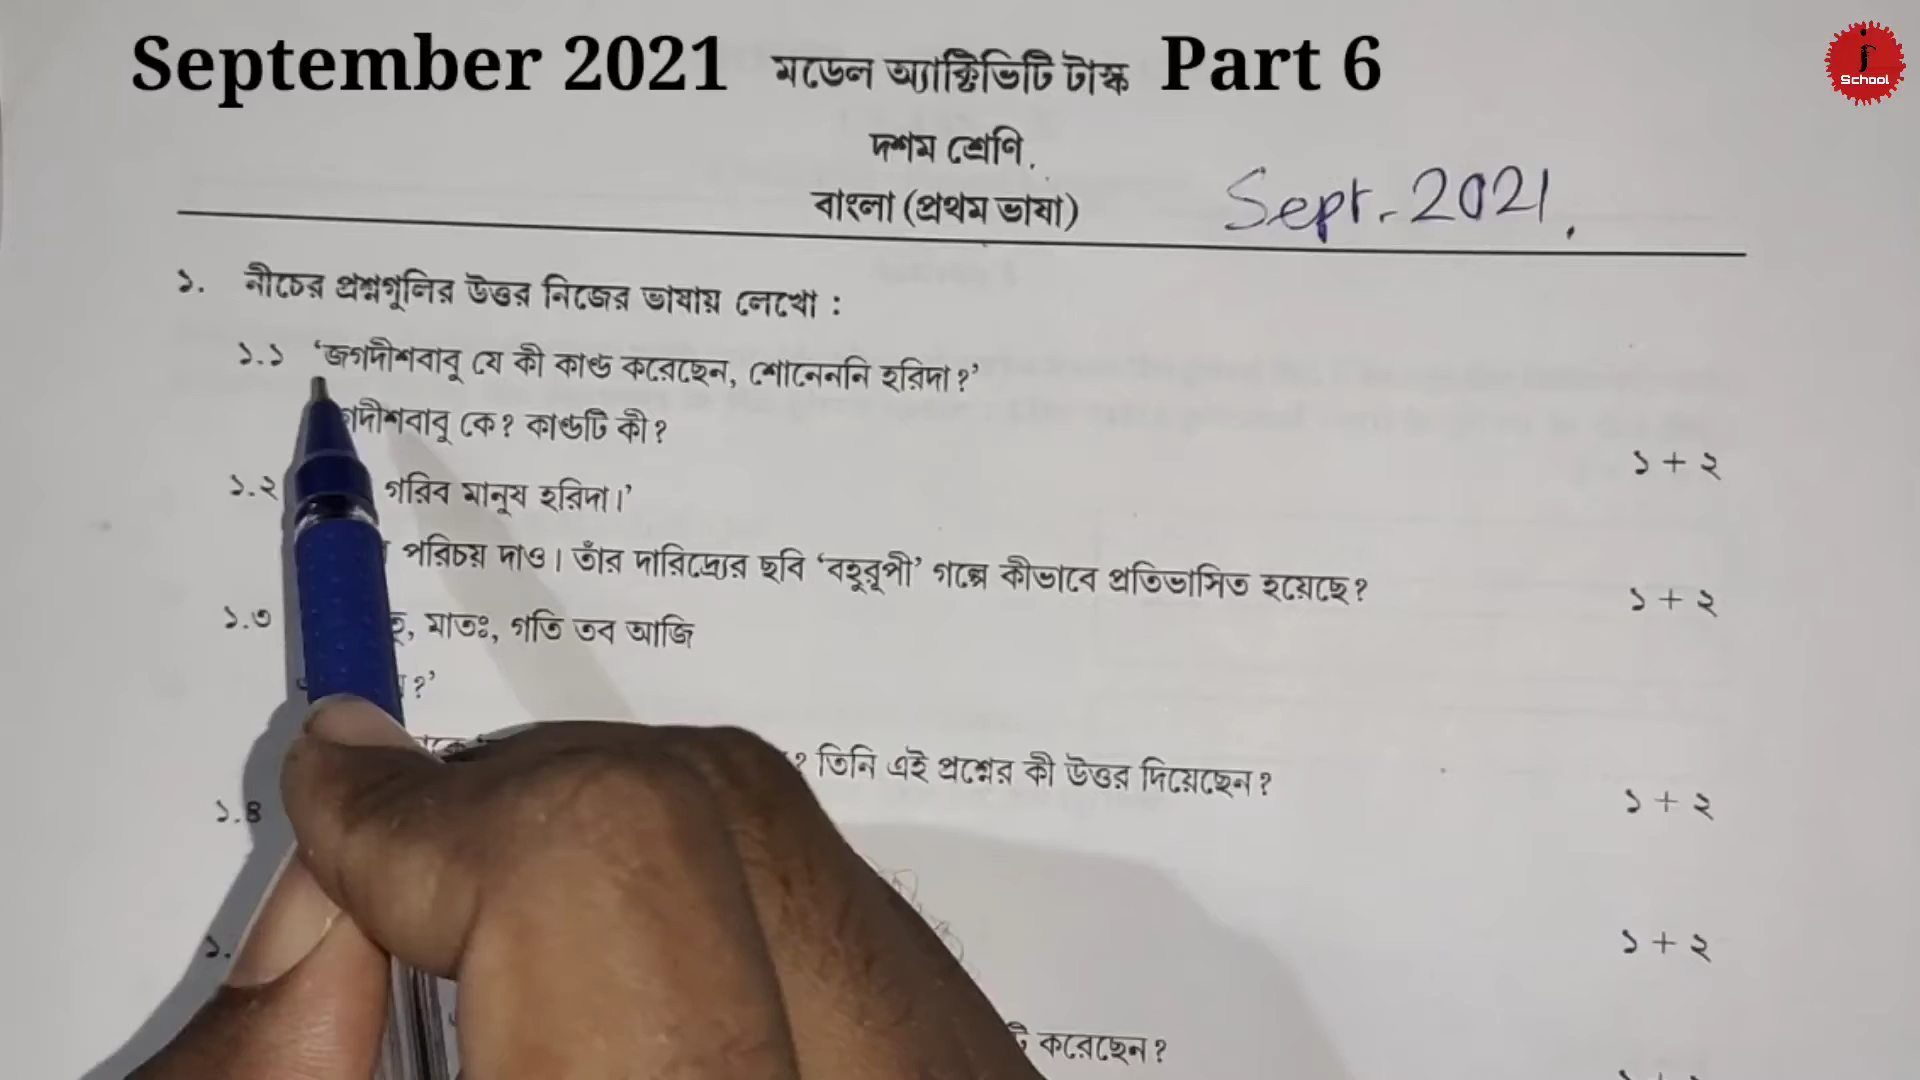 September 2021 মডেল অ্যাক্টিভিটি টাস্ক Part 6
School
দশম শ্রেণি
বাংলা (প্রথম ভাষা)
Sept. 2021.
১. নীচের প্রশ্নগুলির উত্তর নিজের ভাষায় লেখো :
১.১ ‘জগদীশবাবু যে কী কাণ্ড করেছেন, শোনেননি হরিদা?’
কে? কাণ্ডটি কী?
১ + ২
১.২ গরিব মানুষ হরিদা।’
পরিচয় দাও। তাঁর দারিদ্র্যের ছবি ‘বহুরূপী’ গল্পে কীভাবে প্রতিভাসিত হয়েছে?
১ + ২
১.৩ মাতঃ, গতি তব আজি
?’
? তিনি এই প্রশ্নের কী উত্তর দিয়েছেন?
১ + ২
১.৪
১ + ২
১.
করেছেন?